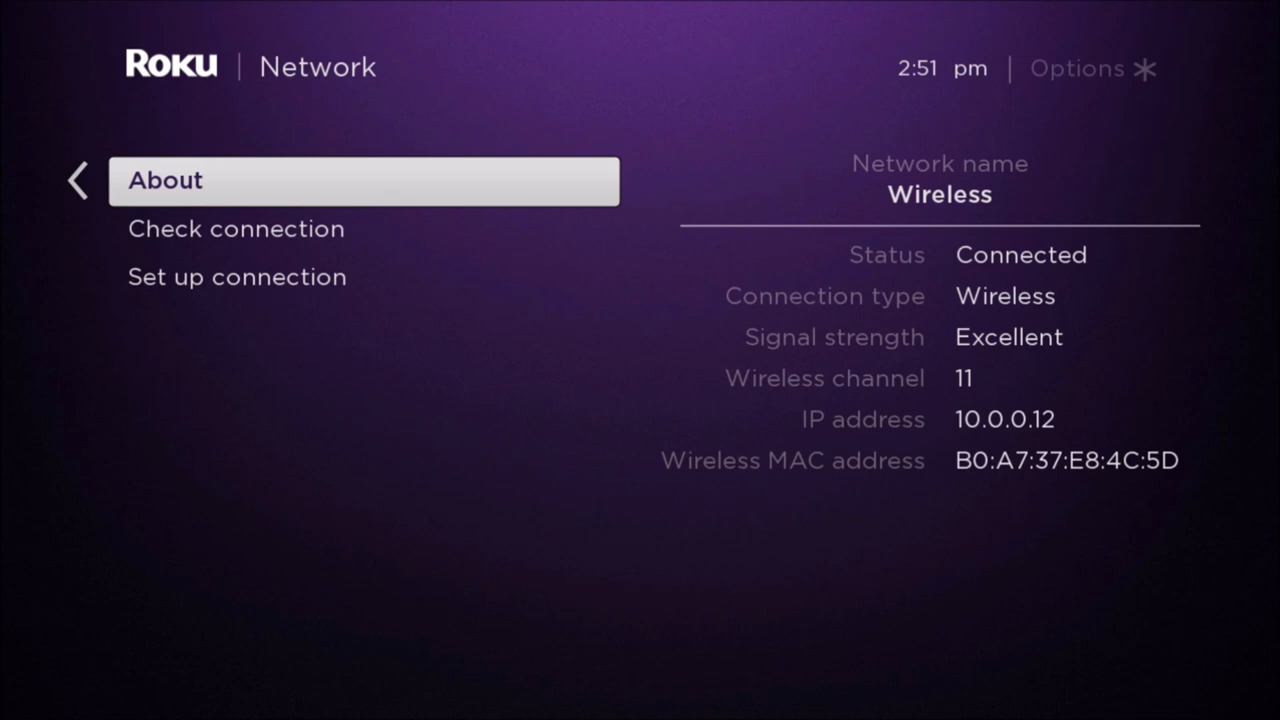 Roku | Network
2:51 pm | Options
About
Check connection
Set up connection
Network name
Wireless
Status Connected
Connection type Wireless
Signal strength Excellent
Wireless channel 11
IP address 10.0.0.12
Wireless MAC address B0:A7:37:E8:4C:5D